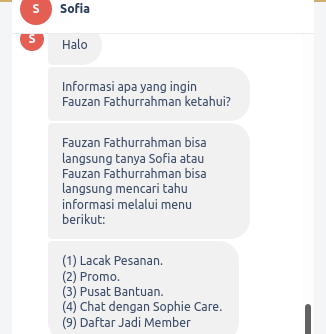 S Sofia
S
Halo
Informasi apa yang ingin
Fauzan Fathurrahman ketahui?
Fauzan Fathurrahman bisa
langsung tanya Sofia atau
Fauzan Fathurrahman bisa
langsung mencari tahu
informasi melalui menu
berikut:
(1) Lacak Pesanan.
(2) Promo.
(3) Pusat Bantuan.
(4) Chat dengan Sophie Care.
(9) Daftar Jadi Member